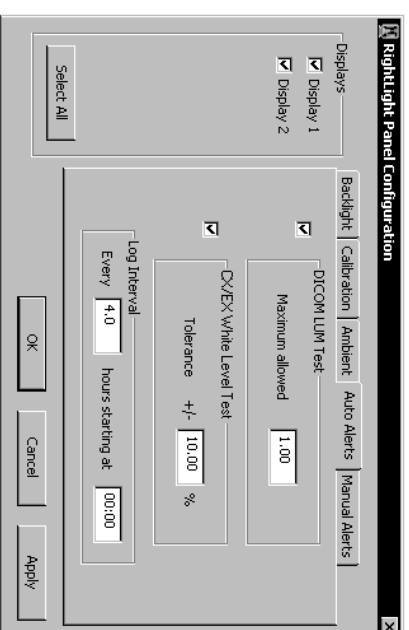 RightLight Panel Configuration
Displays
Display 1
Display 2
Select All
Backlight
Calibration
Ambient
Auto Alerts
Manual Alerts
DICOM LUM Test
Maximum allowed 1.00
CX/EX White Level Test
Tolerance +/- 10.00 %
Log Interval
Every 4.0 hours starting at 00:00
OK
Cancel
Apply